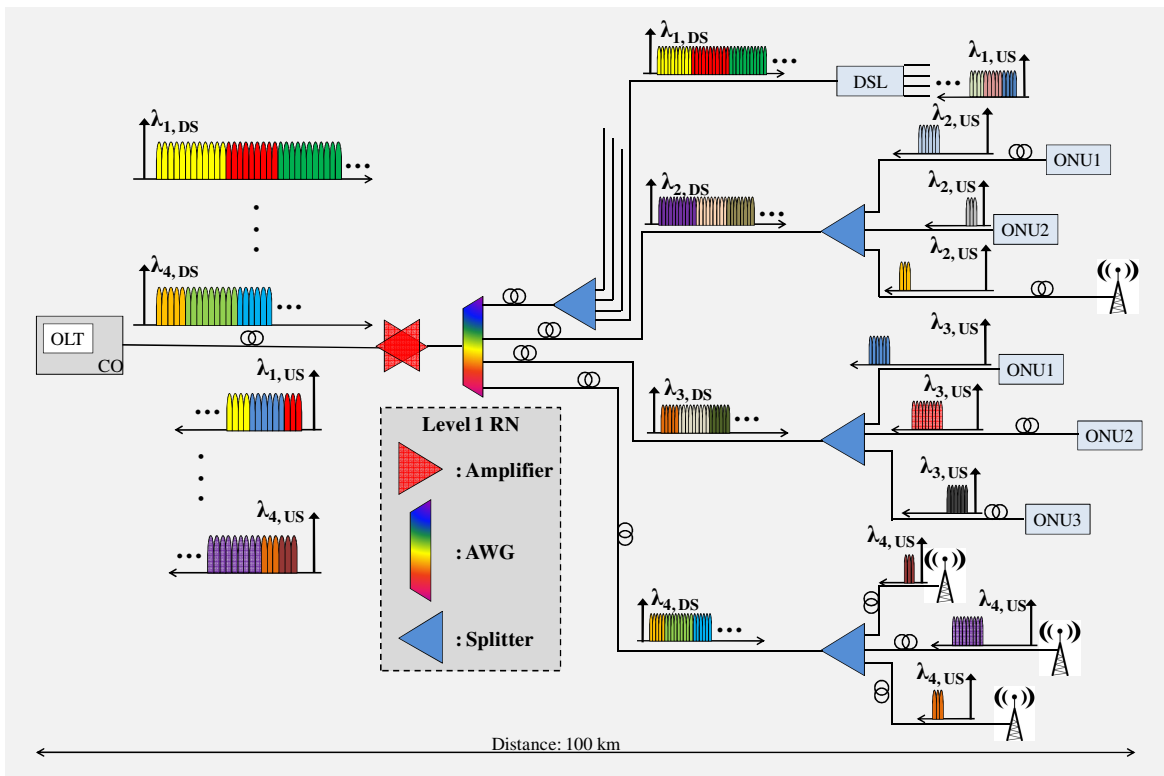 λ1, DS
λ1, US
DSL
λ2, US
ONU1
λ1, DS
λ2, DS
λ2, US
ONU2
λ2, US
λ4, DS
OLT
CO
λ3, US
ONU1
λ1, US
λ3, DS
λ3, US
ONU2
Level 1 RN
: Amplifier
λ3, US
ONU3
λ4, US
: AWG
λ4, US
λ4, DS
λ4, US
: Splitter
λ4, US
Distance: 100 km